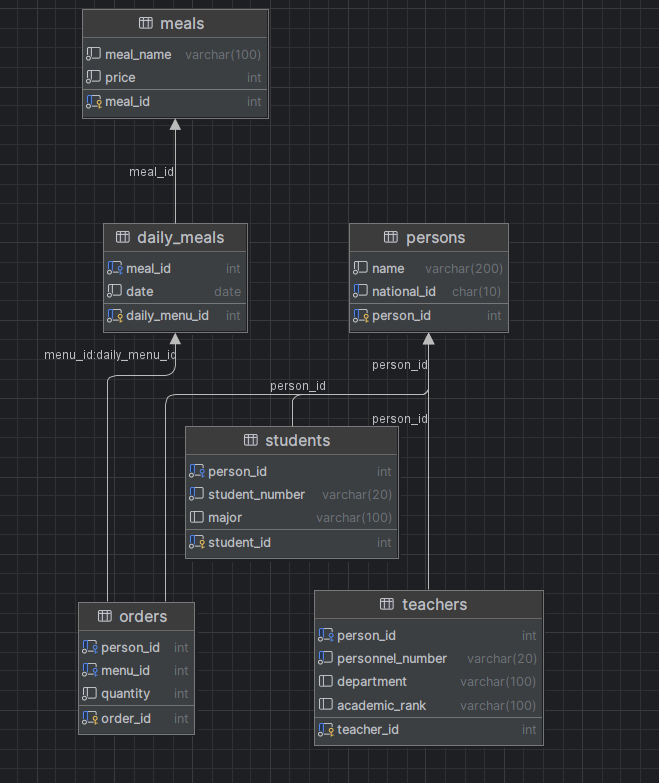 meals
meal_name varchar(100)
price int
meal_id int
meal_id
daily_meals
meal_id int
date date
daily_menu_id int
persons
name varchar(200)
national_id char(10)
person_id int
menu_id:daily_menu_id
person_id
person_id
person_id
students
person_id int
student_number varchar(20)
major varchar(100)
student_id int
orders
person_id int
menu_id int
quantity int
order_id int
teachers
person_id int
personnel_number varchar(20)
department varchar(100)
academic_rank varchar(100)
teacher_id int